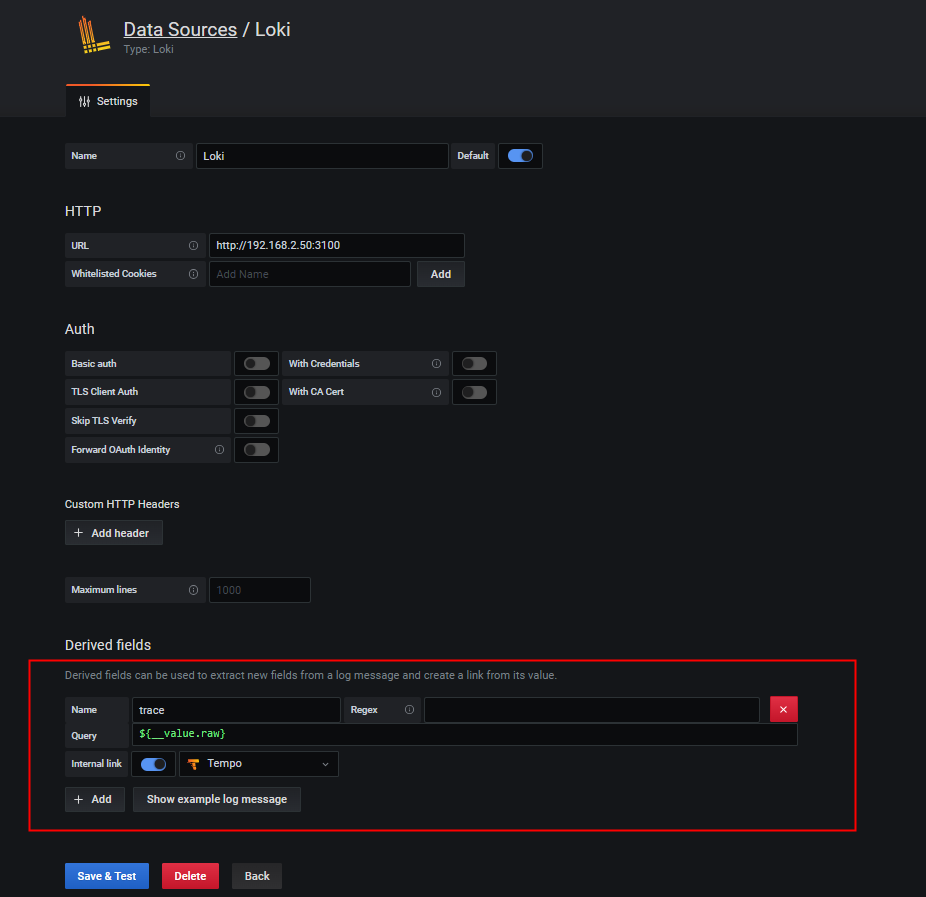 Data Sources / Loki
Type: Loki
Settings
Name Loki Default
HTTP
URL http://192.168.2.50:3100
Whitelisted Cookies Add Name Add
Auth
Basic auth With Credentials
TLS Client Auth With CA Cert
Skip TLS Verify
Forward OAuth Identity
Custom HTTP Headers
+ Add header
Maximum lines 1000
Derived fields
Derived fields can be used to extract new fields from a log message and create a link from its value.
Name trace Regex ×
Query ${__value.raw}
Internal link Tempo
+ Add Show example log message
Save & Test Delete Back